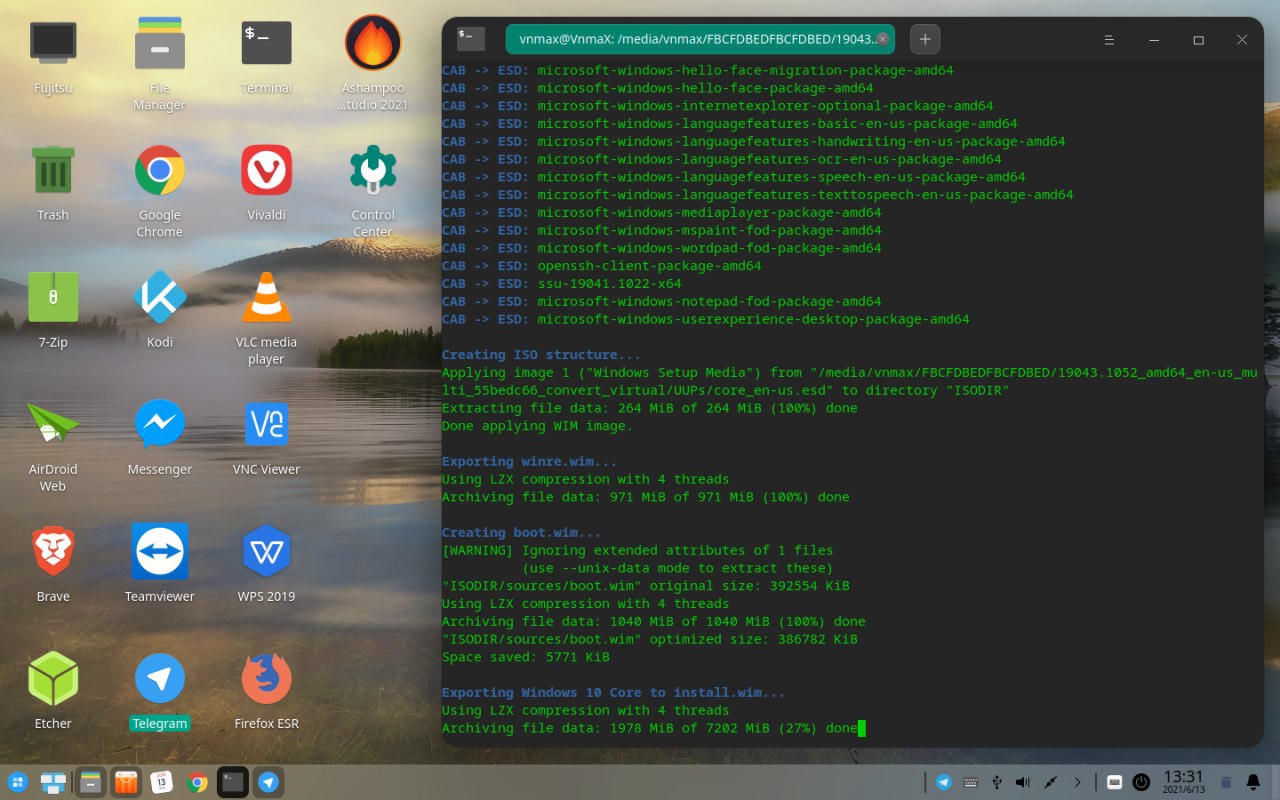 Fujitsu
File
Manager
Terminal
Ashampoo
...tudio 2021
Trash
Google
Chrome
Vivaldi
Control
Center
7-Zip
Kodi
VLC media
player
AirDroid
Web
Messenger
VNC Viewer
Brave
Teamviewer
WPS 2019
Etcher
Telegram
Firefox ESR
vnmax@VnmaX: /media/vnmax/FBCFDBEDFBCFDBED/19043..
CAB -> ESD: microsoft-windows-hello-face-migration-package-amd64
CAB -> ESD: microsoft-windows-hello-face-package-amd64
CAB -> ESD: microsoft-windows-internetexplorer-optional-package-amd64
CAB -> ESD: microsoft-windows-languagefeatures-basic-en-us-package-amd64
CAB -> ESD: microsoft-windows-languagefeatures-handwriting-en-us-package-amd64
CAB -> ESD: microsoft-windows-languagefeatures-ocr-en-us-package-amd64
CAB -> ESD: microsoft-windows-languagefeatures-speech-en-us-package-amd64
CAB -> ESD: microsoft-windows-languagefeatures-texttospeech-en-us-package-amd64
CAB -> ESD: microsoft-windows-mediaplayer-package-amd64
CAB -> ESD: microsoft-windows-mspaint-fod-package-amd64
CAB -> ESD: microsoft-windows-wordpad-fod-package-amd64
CAB -> ESD: openssh-client-package-amd64
CAB -> ESD: ssu-19041.1022-x64
CAB -> ESD: microsoft-windows-notepad-fod-package-amd64
CAB -> ESD: microsoft-windows-userexperience-desktop-package-amd64
Creating ISO structure...
Applying image 1 ("Windows Setup Media") from "/media/vnmax/FBCFDBEDFBCFDBED/19043.1052_amd64_en-us_mu
lti_55bedc66_convert_virtual/UUPs/core_en-us.esd" to directory "ISODIR"
Extracting file data: 264 MiB of 264 MiB (100%) done
Done applying WIM image.
Exporting winre.wim...
Using LZX compression with 4 threads
Archiving file data: 971 MiB of 971 MiB (100%) done
Creating boot.wim...
[WARNING] Ignoring extended attributes of 1 files
(use --unix-data mode to extract these)
"ISODIR/sources/boot.wim" original size: 392554 KiB
Using LZX compression with 4 threads
Archiving file data: 1040 MiB of 1040 MiB (100%) done
"ISODIR/sources/boot.wim" optimized size: 386782 KiB
Space saved: 5771 KiB
Exporting Windows 10 Core to install.wim...
Using LZX compression with 4 threads
Archiving file data: 1978 MiB of 7202 MiB (27%) done
13:31
2021/6/13